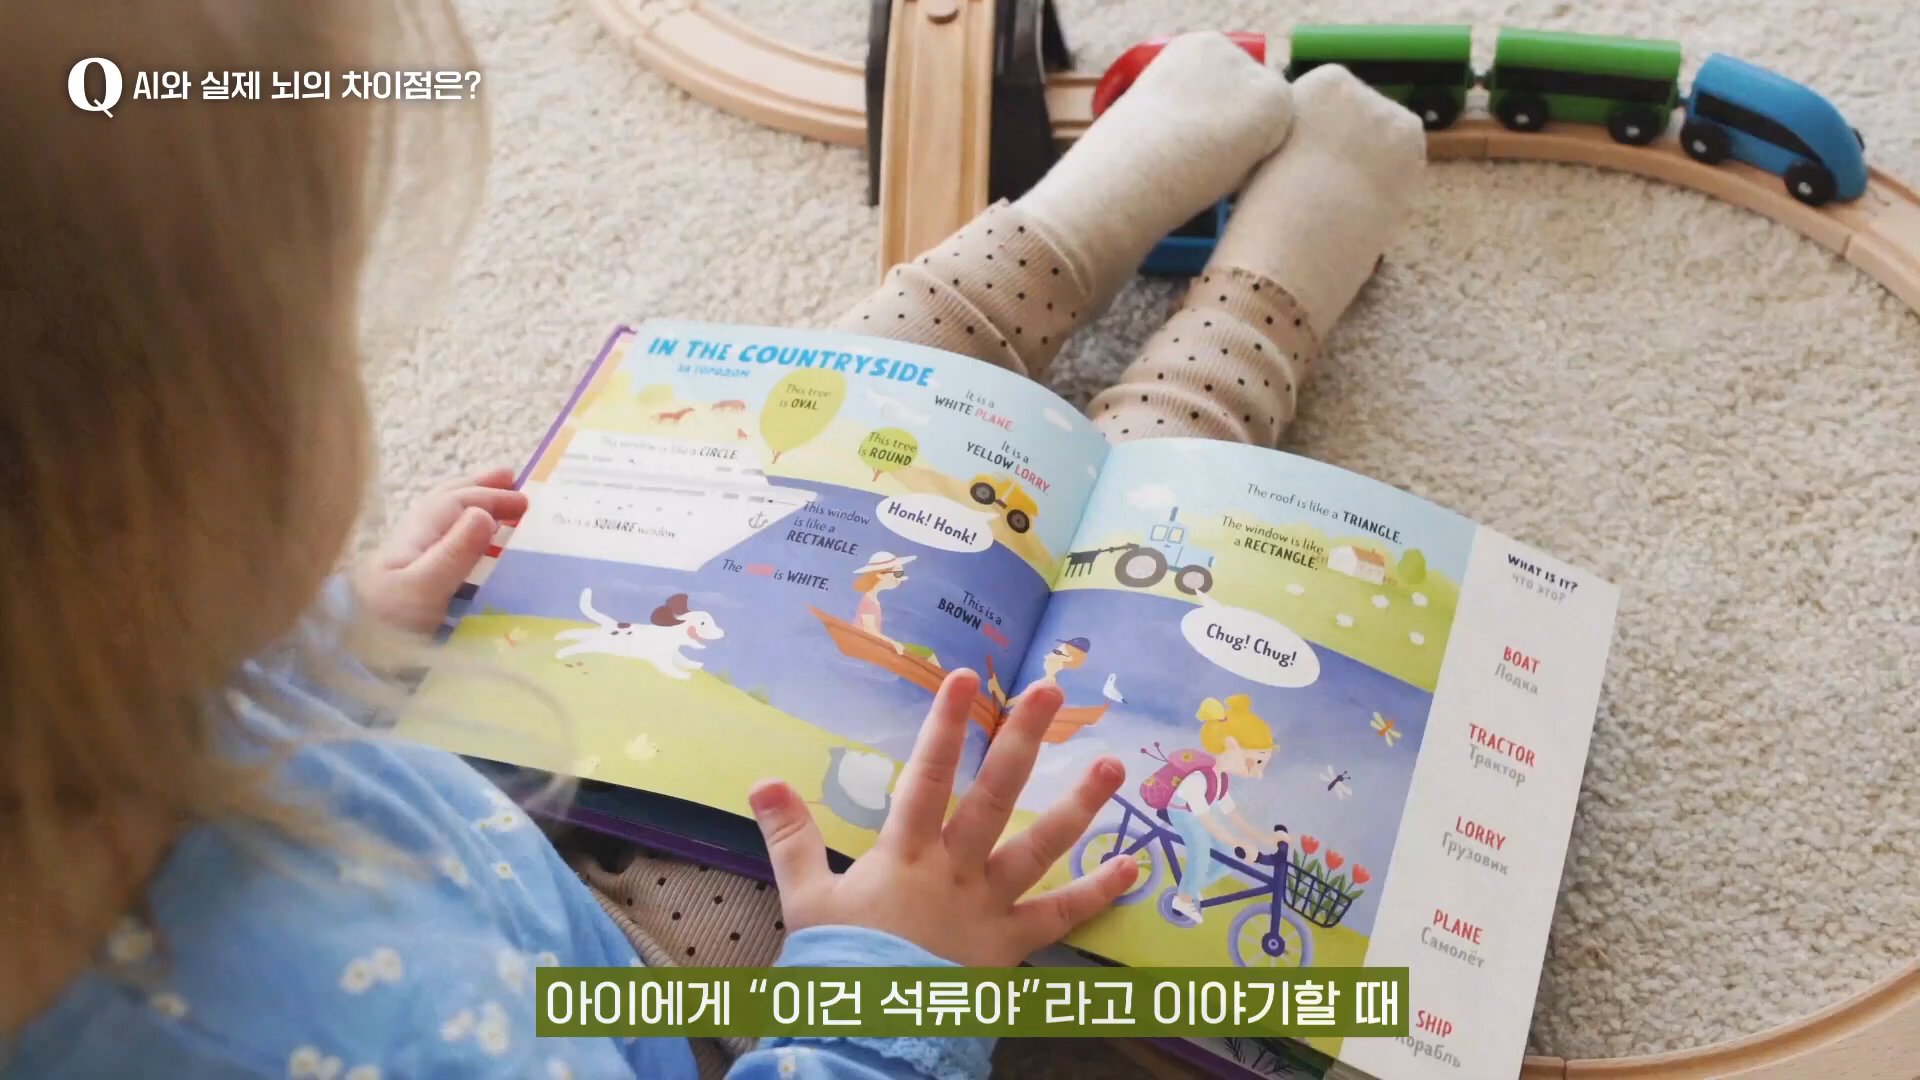 Q AI와 실제 뇌의 차이점은?
IN THE COUNTRYSIDE
ЗА ГОРОДОМ
This tree
is OVAL
It is a
WHITE PLANE.
This tree
is ROUND
It is a
YELLOW LORRY.
This window is like a CIRCLE.
This is a SQUARE window
This window
is like a
RECTANGLE.
Honk! Honk!
The is WHITE.
This is a
BROWN
The roof is like a TRIANGLE.
The window is like
a RECTANGLE.
Chug! Chug!
WHAT IS IT?
ЧТО ЭТО?
BOAT
Лодка
TRACTOR
Трактор
LORRY
Грузовик
PLANE
Самолёт
SHIP
Корабль
아이에게 “이건 석류야”라고 이야기할 때